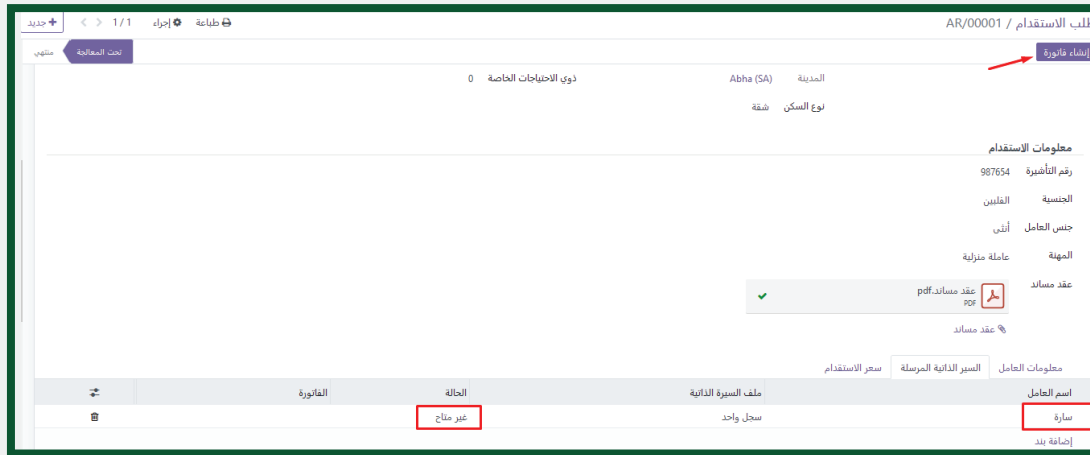 طلب الاستقدام / AR/00001
طباعة إجراء 1 / 1 جديد
إنشاء فاتورة
تحت المعالجة منتهي
المدينة Abha (SA) ذوي الاحتياجات الخاصة 0
نوع السكن شقة
معلومات الاستقدام
رقم التأشيرة 987654
الجنسية الفلبين
جنس العامل أنثى
المهنة عاملة منزلية
عقد مساند عقد مساند.pdf
PDF
عقد مساند
معلومات العامل السير الذاتية المرسلة سعر الاستقدام
اسم العامل ملف السيرة الذاتية الحالة الفاتورة
سارة سجل واحد غير متاح
إضافة بند